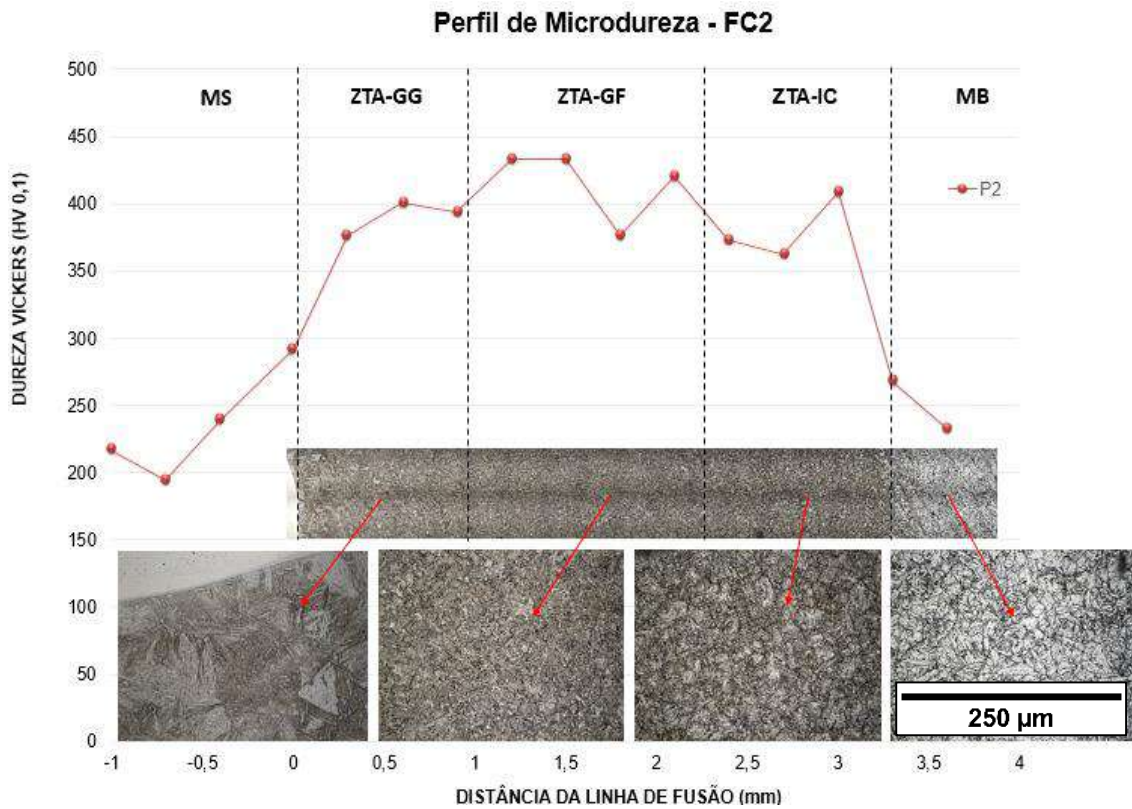 Perfil de Microdureza - FC2
500
MS
ZTA-GG
ZTA-GF
ZTA-IC
MB
450
400
P2
350
300
250
200
150
100
50
0
DUREZA VICKERS (HV 0,1)
250 µm
-1
-0,5
0
0,5
1
1,5
2
2,5
3
3,5
4
DISTÂNCIA DA LINHA DE FUSÃO (mm)